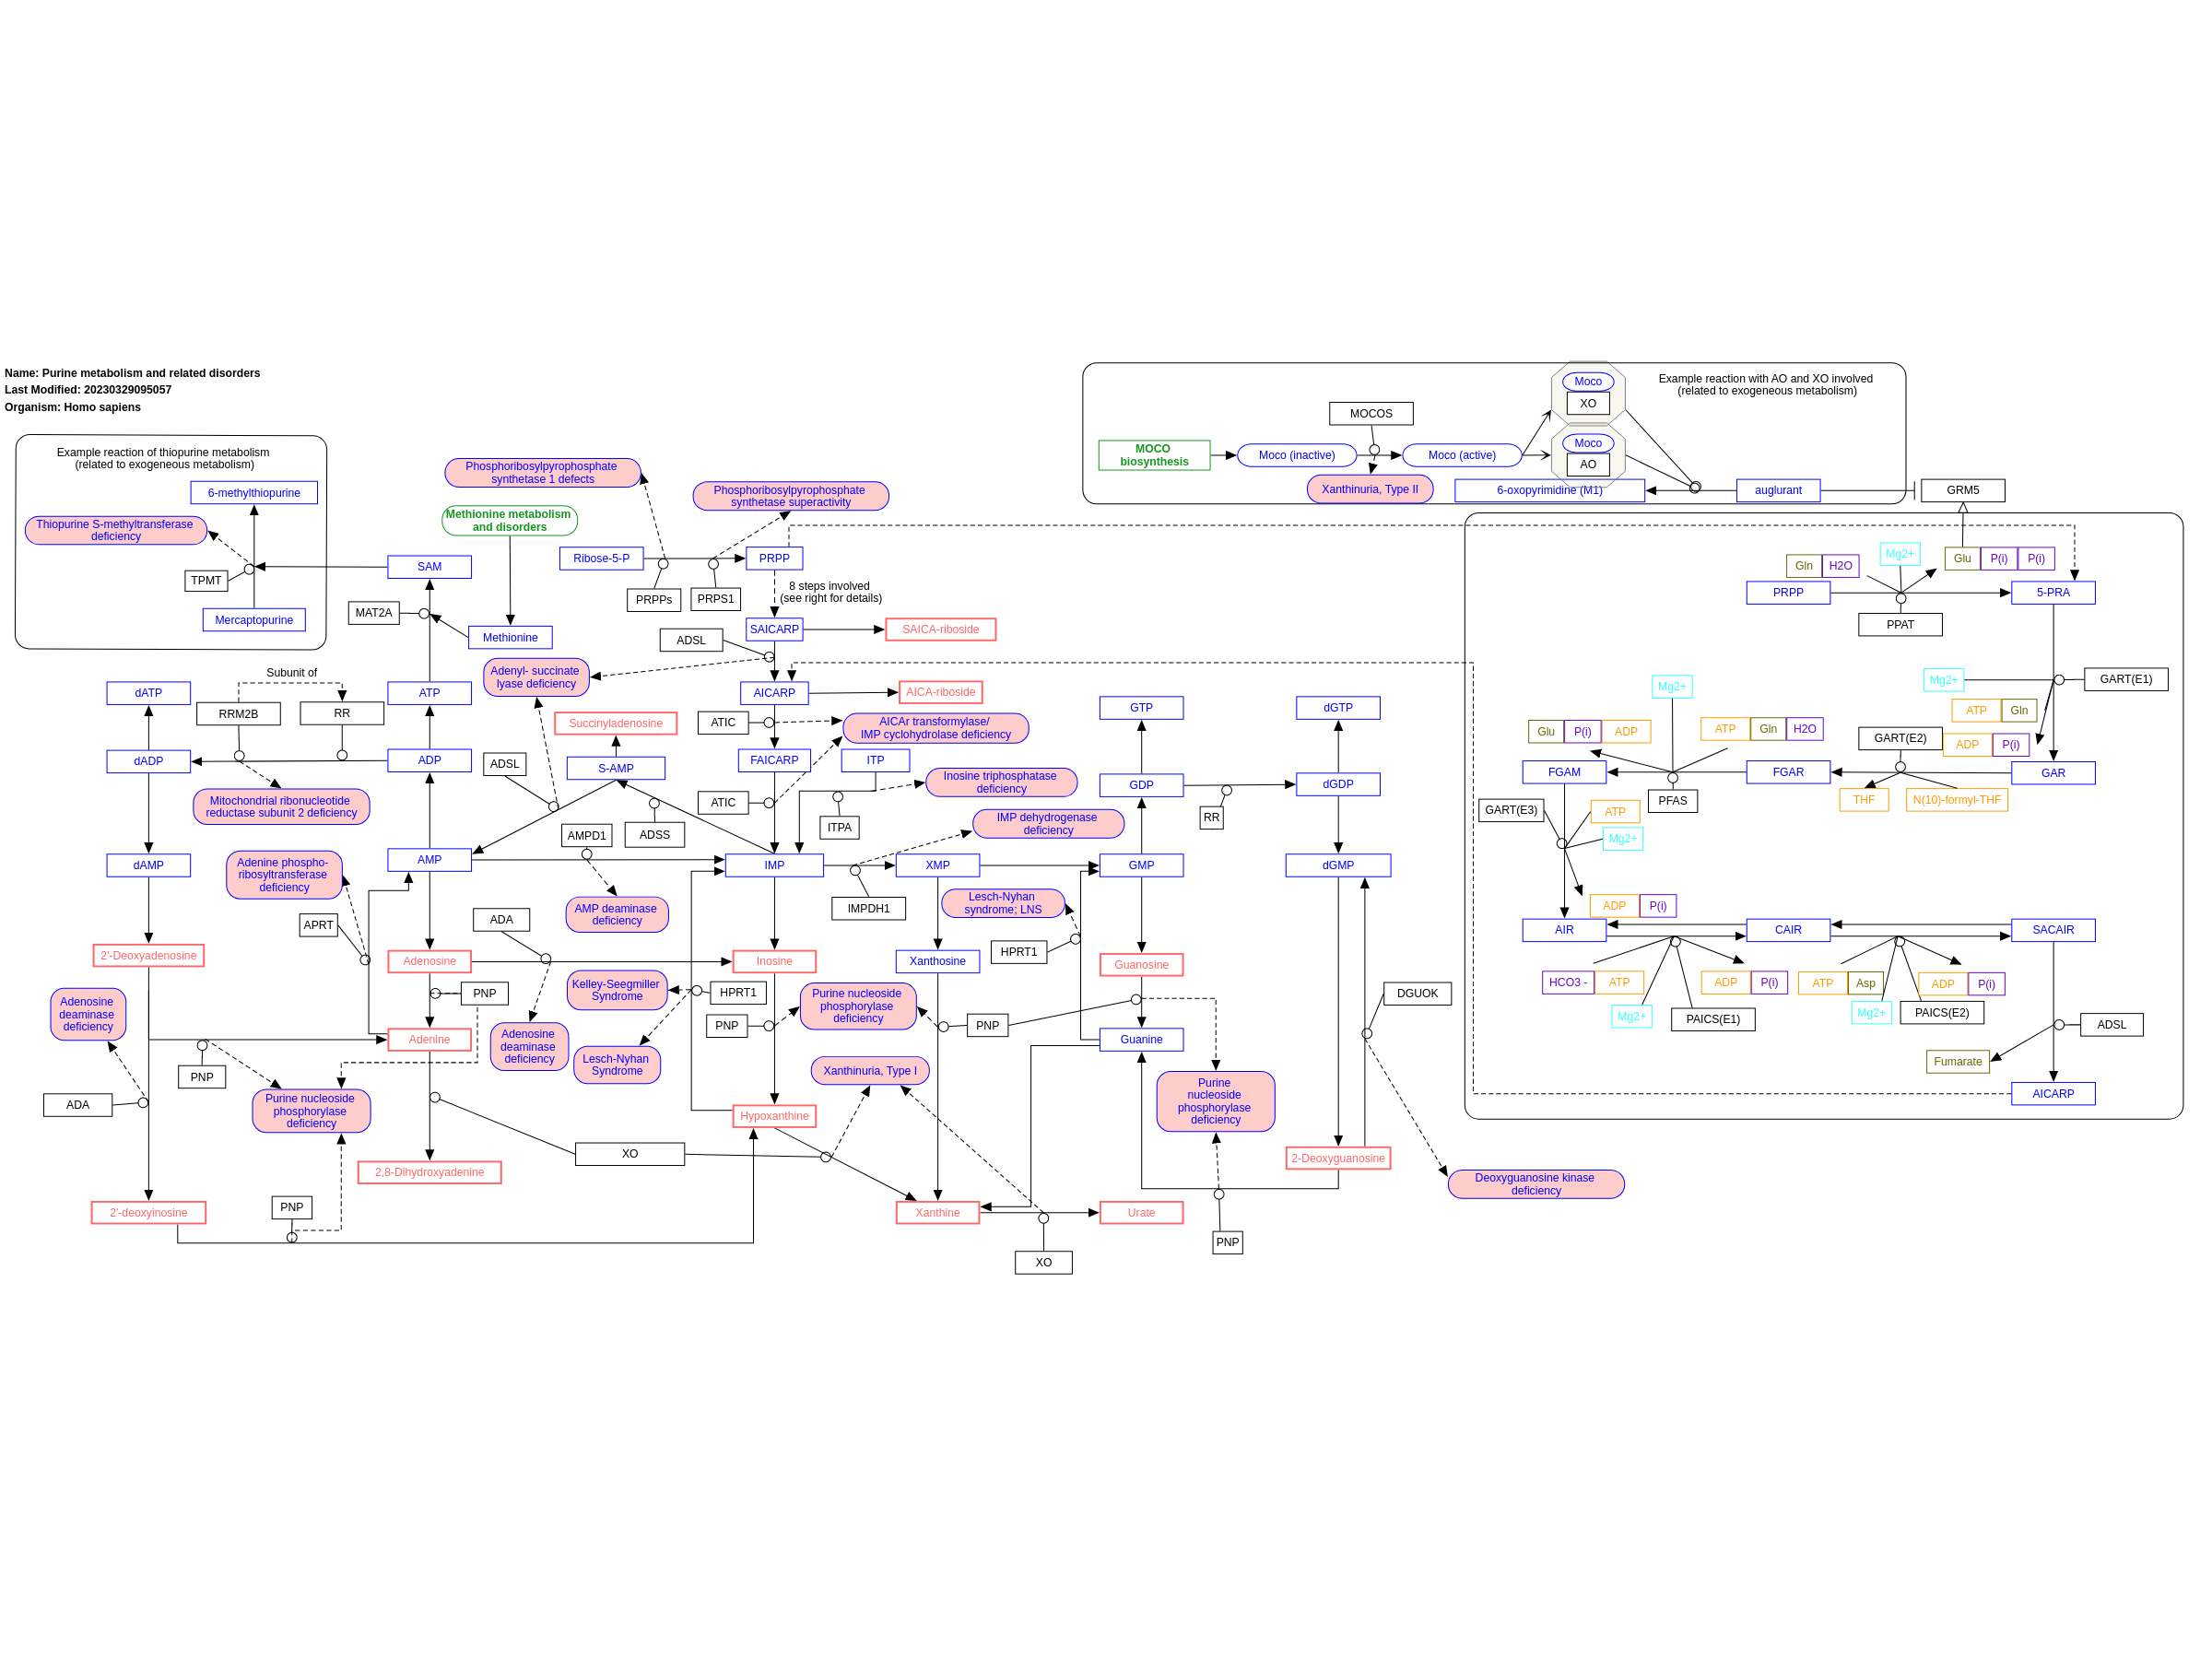 Name: Purine metabolism and related disorders
Last Modified: 20230329095057
Organism: Homo sapiens
Example reaction of thiopurine metabolism
(related to exogeneous metabolism)
6-methylthiopurine
Thiopurine S-methyltransferase
deficiency
TPMT
Mercaptopurine
SAM
MAT2A
Methionine
Methionine metabolism
and disorders
Phosphoribosylpyrophosphate
synthetase 1 defects
Phosphoribosylpyrophosphate
synthetase superactivity
Ribose-5-P
PRPP
PRPPs
PRPS1
8 steps involved
(see right for details)
SAICARP
SAICA-riboside
ADSL
Adenyl- succinate
lyase deficiency
AICARP
AICA-riboside
ATIC
AICAr transformylase/
IMP cyclohydrolase deficiency
Succinyladenosine
S-AMP
FAICARP
ITP
ATIC
ITPA
Inosine triphosphatase
deficiency
IMP dehydrogenase
deficiency
ADSL
ADSS
AMPD1
AMP deaminase
deficiency
Subunit of
RRM2B
RR
dATP
ATP
dADP
ADP
Mitochondrial ribonucleotide
reductase subunit 2 deficiency
dAMP
AMP
IMP
XMP
GMP
dGMP
GTP
dGTP
GDP
dGDP
RR
IMPDH1
Adenine phospho-
ribosyltransferase
deficiency
APRT
ADA
Lesch-Nyhan
syndrome; LNS
HPRT1
2'-Deoxyadenosine
Adenosine
Inosine
Xanthosine
Guanosine
Adenosine
deaminase
deficiency
PNP
Kelley-Seegmiller
Syndrome
HPRT1
PNP
Purine nucleoside
phosphorylase
deficiency
PNP
DGUOK
Adenine
Adenosine
deaminase
deficiency
Lesch-Nyhan
Syndrome
Guanine
Xanthinuria, Type I
PNP
ADA
Purine nucleoside
phosphorylase
deficiency
Purine
nucleoside
phosphorylase
deficiency
Hypoxanthine
XO
2,8-Dihydroxyadenine
2-Deoxyguanosine
Deoxyguanosine kinase
deficiency
2'-deoxyinosine
PNP
Xanthine
Urate
XO
PNP
Example reaction with AO and XO involved
(related to exogeneous metabolism)
Moco
XO
Moco
AO
MOCOS
MOCO
biosynthesis
Moco (inactive)
Moco (active)
Xanthinuria, Type II
6-oxopyrimidine (M1)
auglurant
GRM5
Gln
H2O
Mg2+
Glu
P(i)
P(i)
PRPP
5-PRA
PPAT
Mg2+
GART(E1)
ATP
Gln
ADP
P(i)
GART(E2)
Mg2+
Glu
P(i)
ADP
ATP
Gln
H2O
FGAM
FGAR
GAR
PFAS
THF
N(10)-formyl-THF
GART(E3)
ATP
Mg2+
ADP
P(i)
AIR
CAIR
SACAIR
HCO3 -
ATP
ADP
P(i)
ATP
Asp
ADP
P(i)
Mg2+
PAICS(E1)
Mg2+
PAICS(E2)
ADSL
Fumarate
AICARP